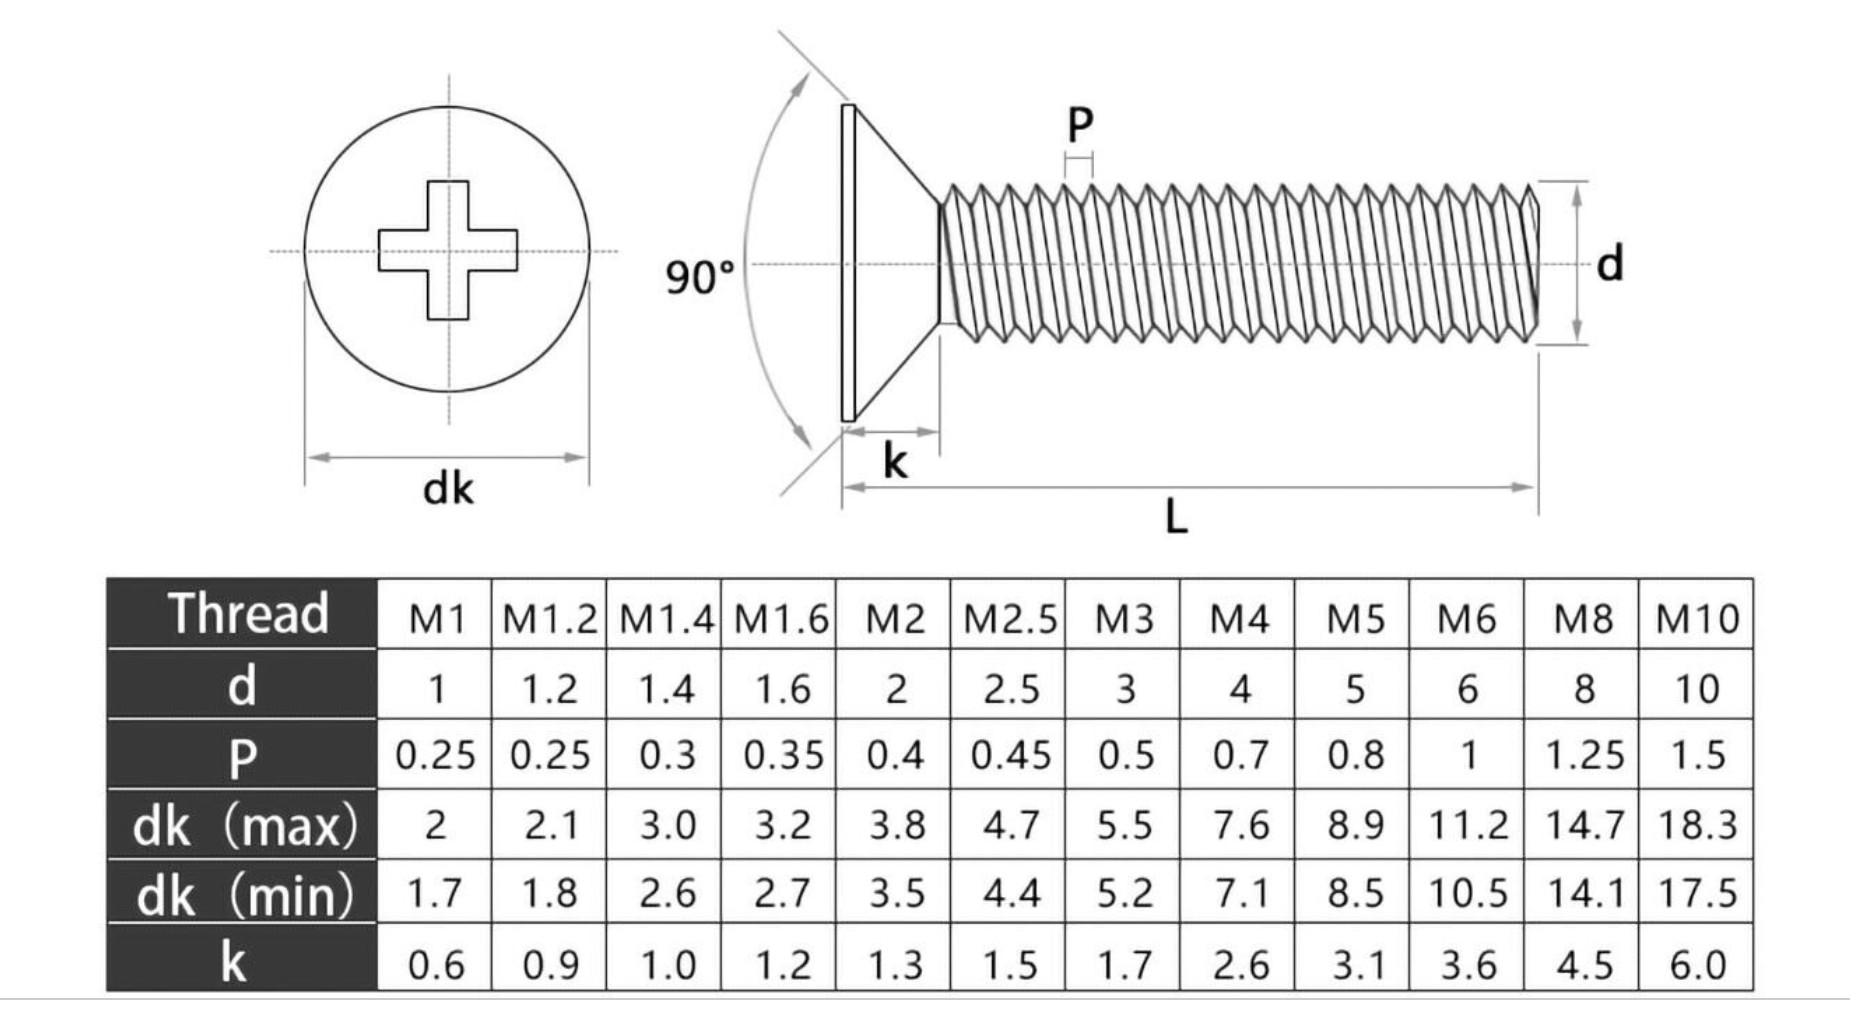 P
90°
d
k
dk
L
Thread M1 M1.2 M1.4 M1.6 M2 M2.5 M3 M4 M5 M6 M8 M10
d 1 1.2 1.4 1.6 2 2.5 3 4 5 6 8 10
P 0.25 0.25 0.3 0.35 0.4 0.45 0.5 0.7 0.8 1 1.25 1.5
dk（max） 2 2.1 3.0 3.2 3.8 4.7 5.5 7.6 8.9 11.2 14.7 18.3
dk（min） 1.7 1.8 2.6 2.7 3.5 4.4 5.2 7.1 8.5 10.5 14.1 17.5
k 0.6 0.9 1.0 1.2 1.3 1.5 1.7 2.6 3.1 3.6 4.5 6.0